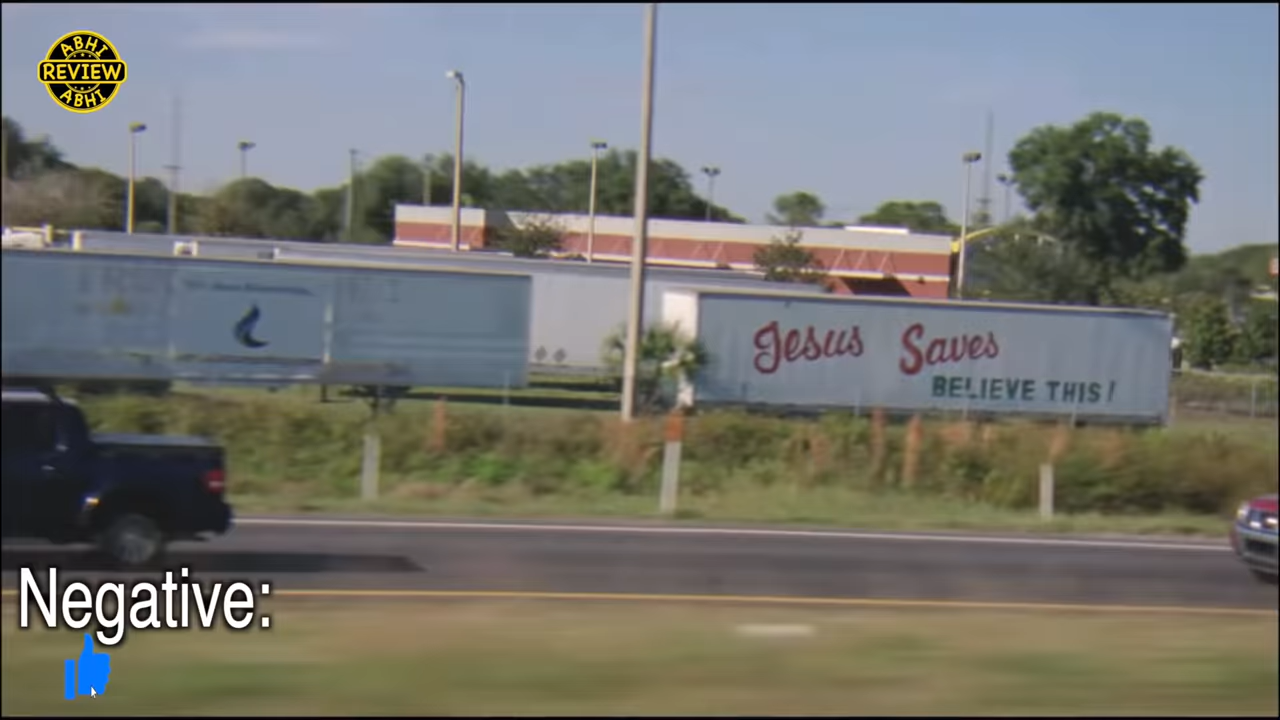 ABHI
REVIEW
ABHI
Jesus Saves
BELIEVE THIS!
Negative: